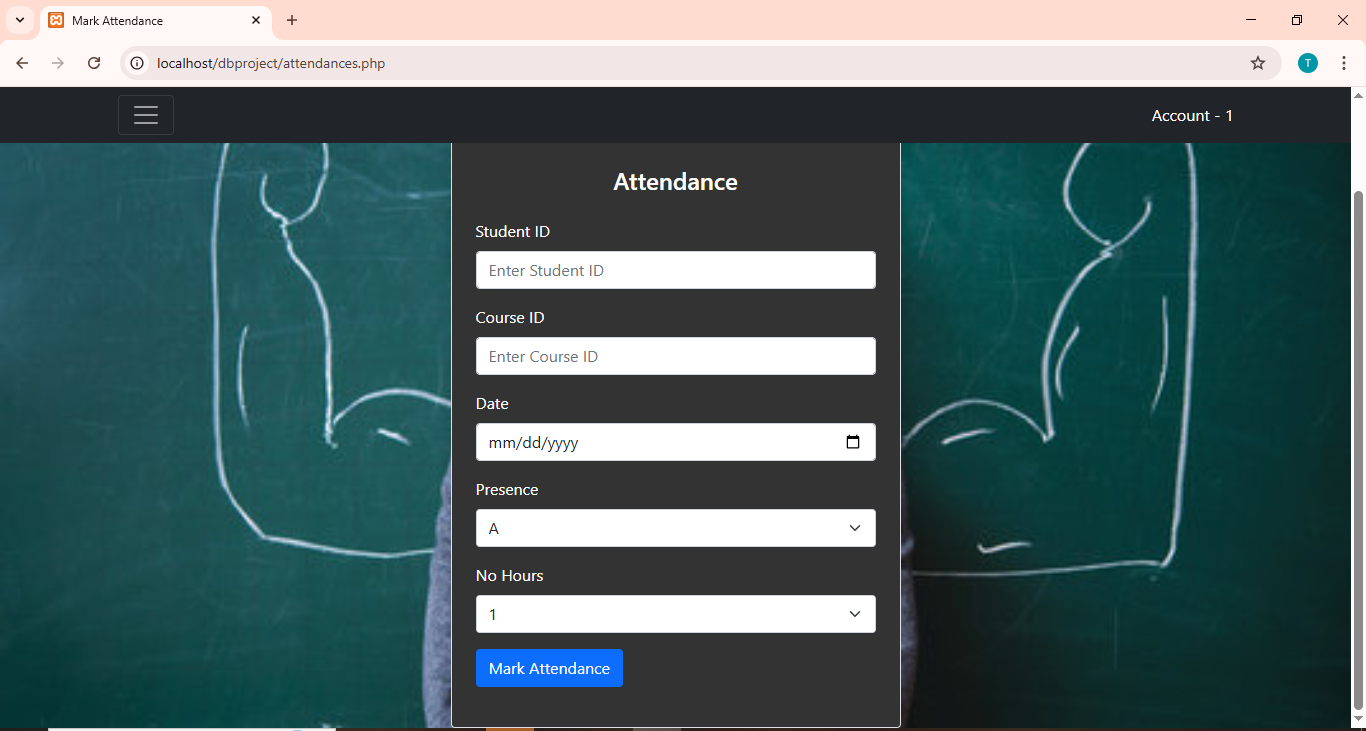 Mark Attendance
localhost/dbproject/attendances.php
T
Account - 1
Attendance
Student ID
Enter Student ID
Course ID
Enter Course ID
Date
mm/dd/yyyy
Presence
A
No Hours
1
Mark Attendance